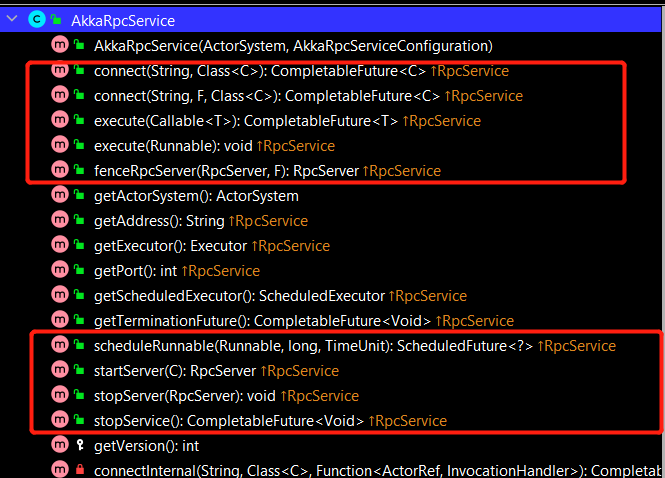 AkkaRpcService
AkkaRpcService(ActorSystem, AkkaRpcServiceConfiguration)
connect(String, Class<C>): CompletableFuture<C> ↑RpcService
connect(String, F, Class<C>): CompletableFuture<C> ↑RpcService
execute(Callable<T>): CompletableFuture<T> ↑RpcService
execute(Runnable): void ↑RpcService
fenceRpcServer(RpcServer, F): RpcServer ↑RpcService
getActorSystem(): ActorSystem
getAddress(): String ↑RpcService
getExecutor(): Executor ↑RpcService
getPort(): int ↑RpcService
getScheduledExecutor(): ScheduledExecutor ↑RpcService
getTerminationFuture(): CompletableFuture<Void> ↑RpcService
scheduleRunnable(Runnable, long, TimeUnit): ScheduledFuture<?> ↑RpcService
startServer(C): RpcServer ↑RpcService
stopServer(RpcServer): void ↑RpcService
stopService(): CompletableFuture<Void> ↑RpcService
getVersion(): int
connectInternal(String, Class<C>, Function<ActorRef, InvocationHandler>): Completab